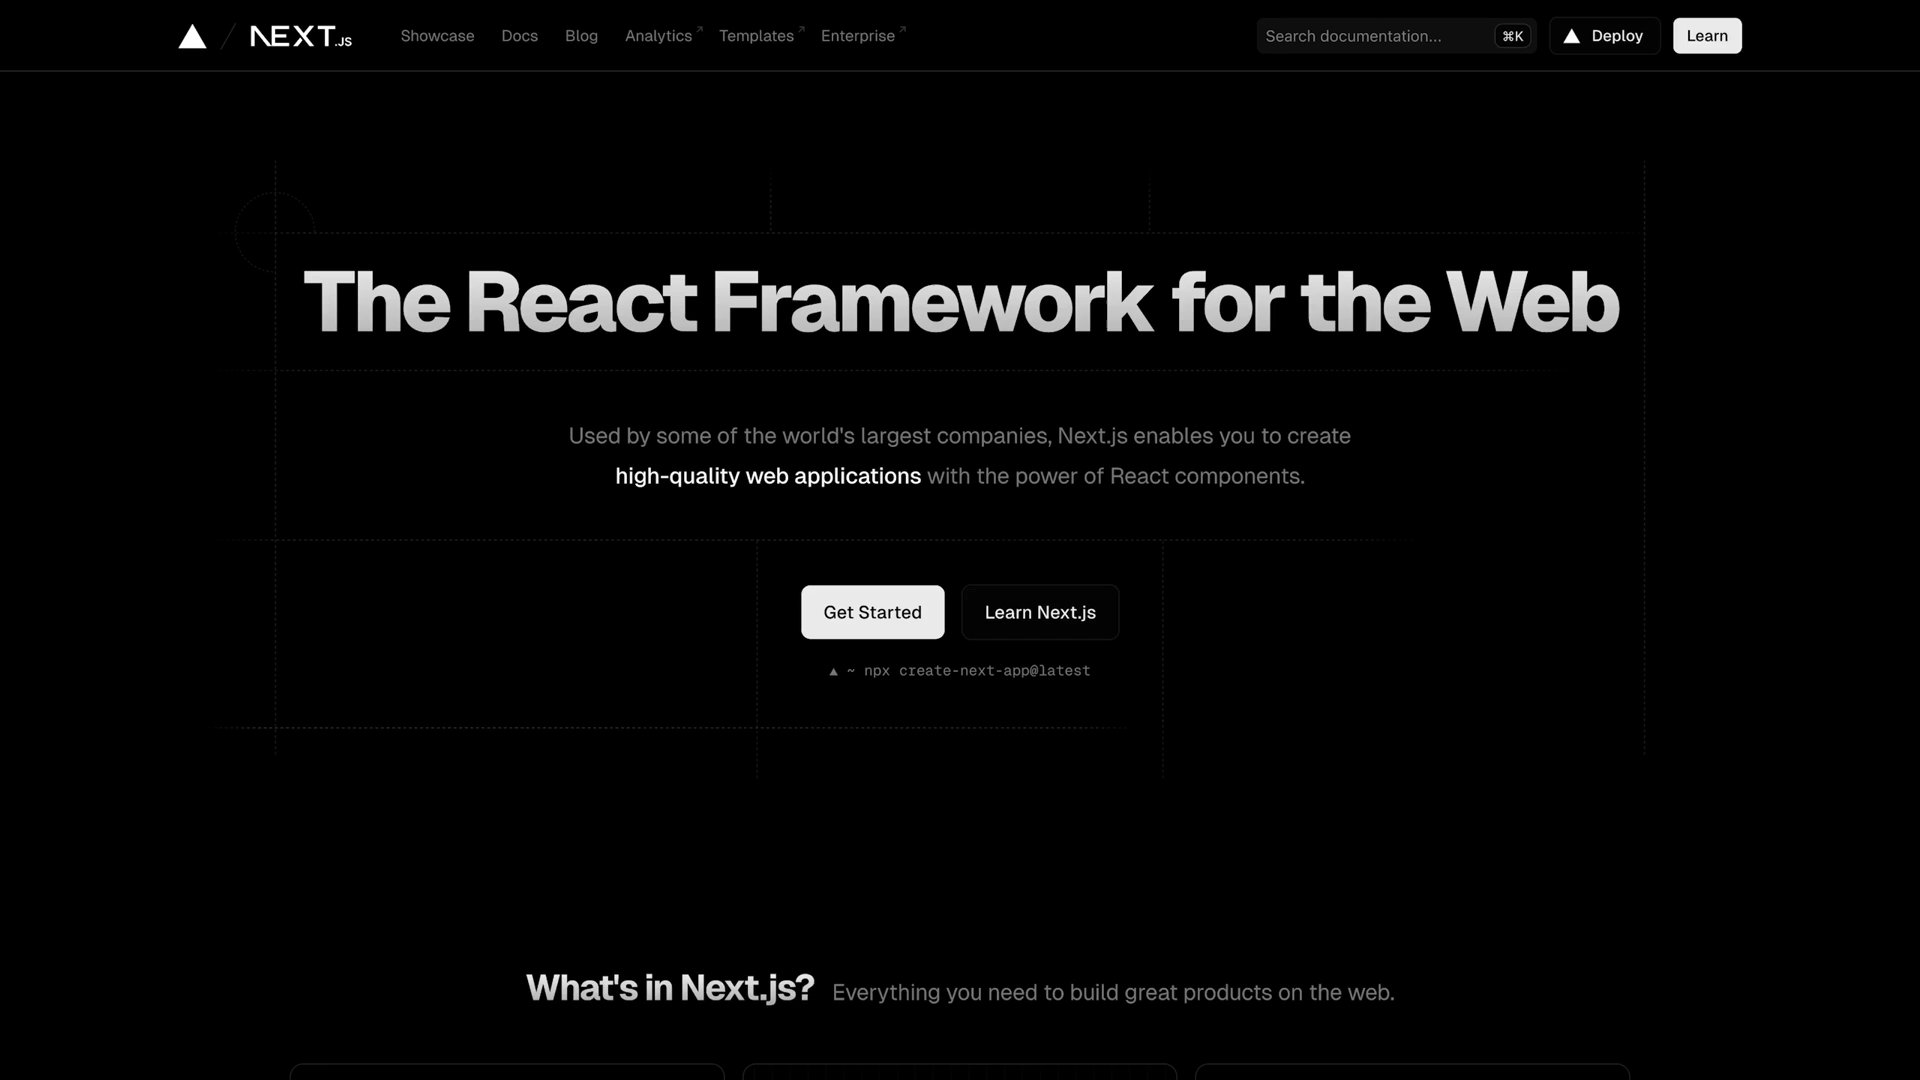 NEXT.JS
Showcase
Docs
Blog
Analytics
Templates
Enterprise
Search documentation...
⌘K
Deploy
Learn
The React Framework for the Web
Used by some of the world's largest companies, Next.js enables you to create
high-quality web applications with the power of React components.
Get Started
Learn Next.js
▲ ~ npx create-next-app@latest
What's in Next.js? Everything you need to build great products on the web.